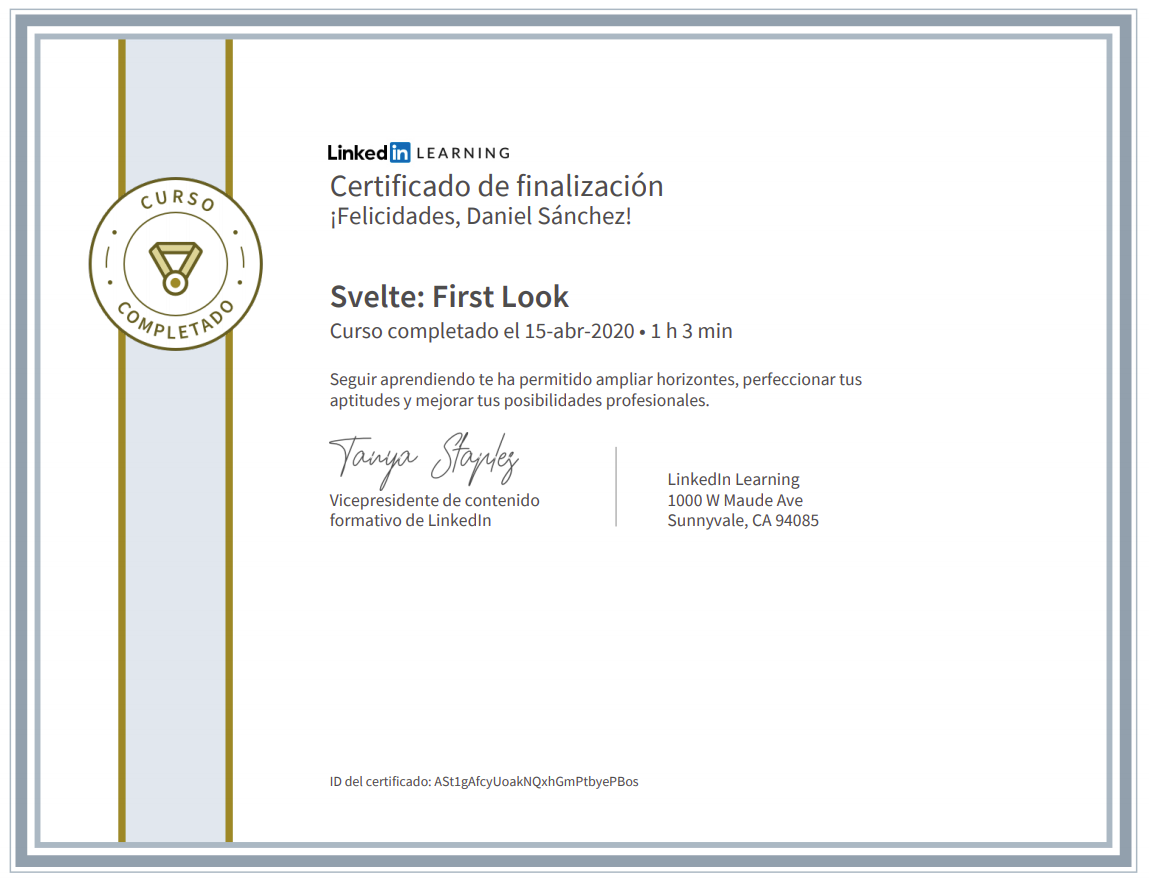 CURSO
COMPLETADO
Linkedin LEARNING
Certificado de finalización
¡Felicidades, Daniel Sánchez!
Svelte: First Look
Curso completado el 15-abr-2020 • 1 h 3 min
Seguir aprendiendo te ha permitido ampliar horizontes, perfeccionar tus
aptitudes y mejorar tus posibilidades profesionales.
Tanya Staples
Vicepresidente de contenido
formativo de LinkedIn
LinkedIn Learning
1000 W Maude Ave
Sunnyvale, CA 94085
ID del certificado: ASt1gAfcyUoakNQxhGmPtbyePBos